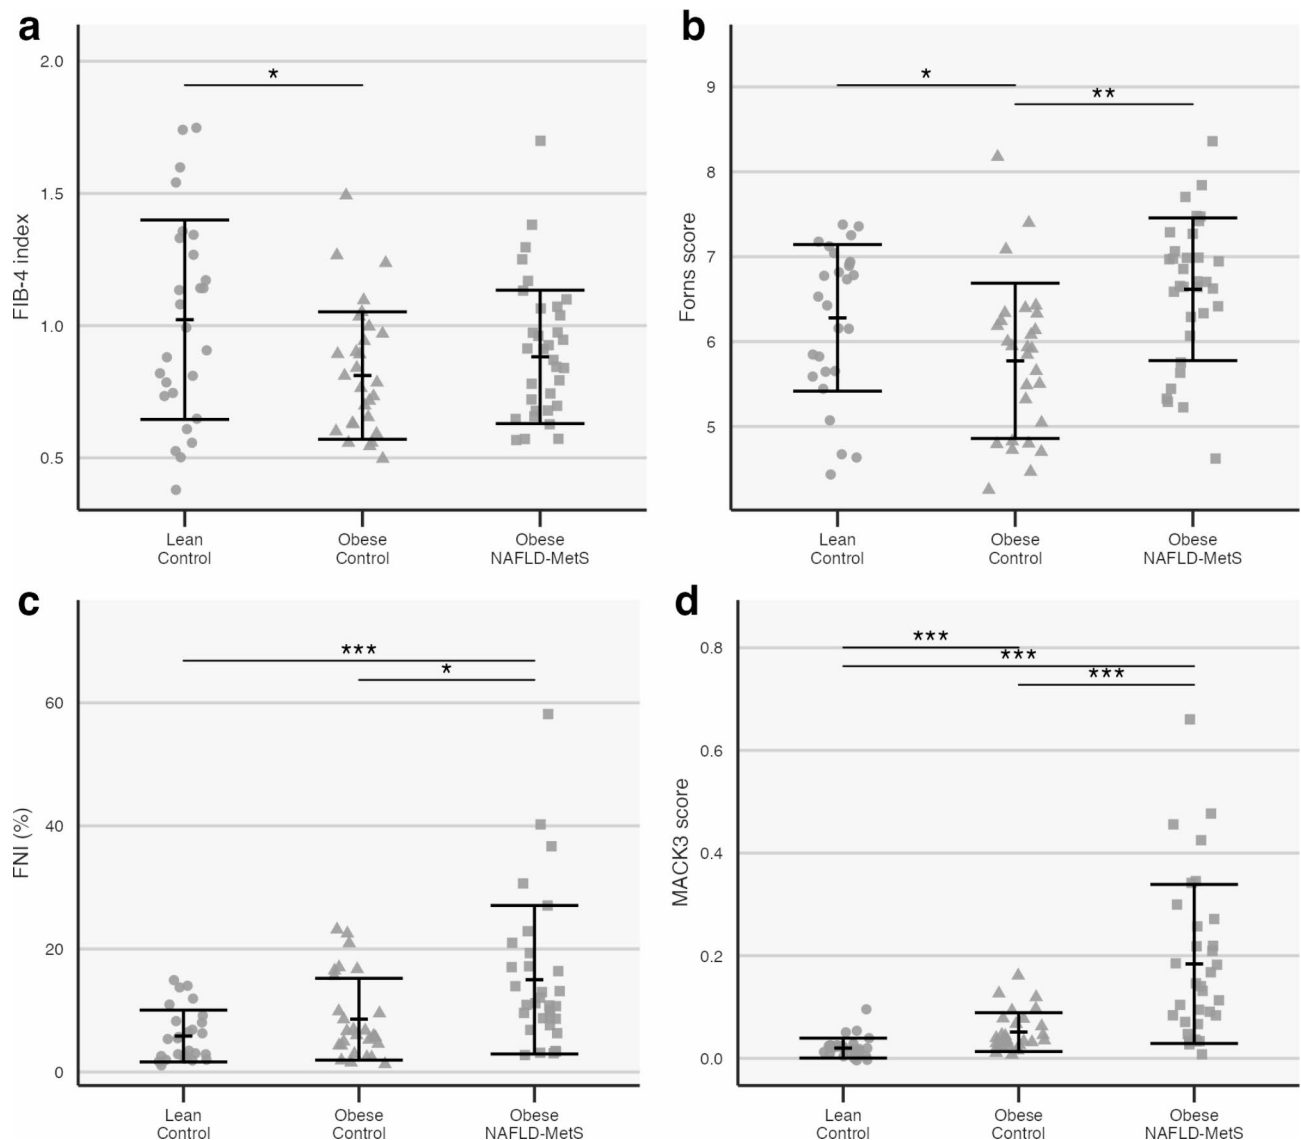 a
2.0
*
1.5
FIB-4 index
1.0
0.5
Lean
Control
Obese
Control
Obese
NAFLD-MetS
b
9
*
**
8
7
Forns score
6
5
Lean
Control
Obese
Control
Obese
NAFLD-MetS
c
***
*
60
40
FNI (%)
20
0
Lean
Control
Obese
Control
Obese
NAFLD-MetS
d
0.8
***
***
***
0.6
0.4
MACK3 score
0.2
0.0
Lean
Control
Obese
Control
Obese
NAFLD-MetS